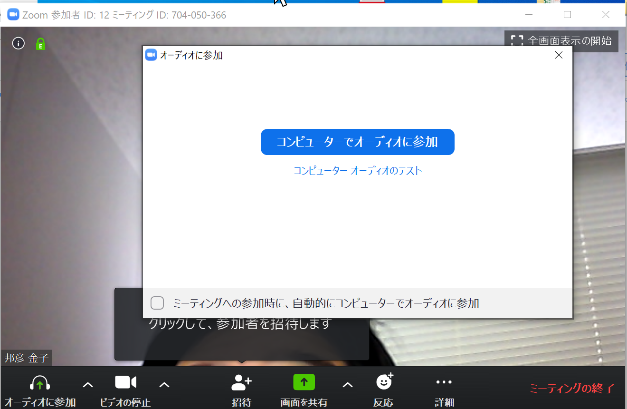 Zoom 参加者 ID: 12 ミーティング ID: 704-050-366
全画面表示の開始
オーディオに参加
コンピューターでオーディオに参加
コンピューター オーディオのテスト
ミーティングへの参加時に、自動的にコンピューターでオーディオに参加
クリックして、参加者を招待します
邦彦 金子
オーディオに参加
ビデオの停止
招待
画面を共有
反応
詳細
ミーティングの終了